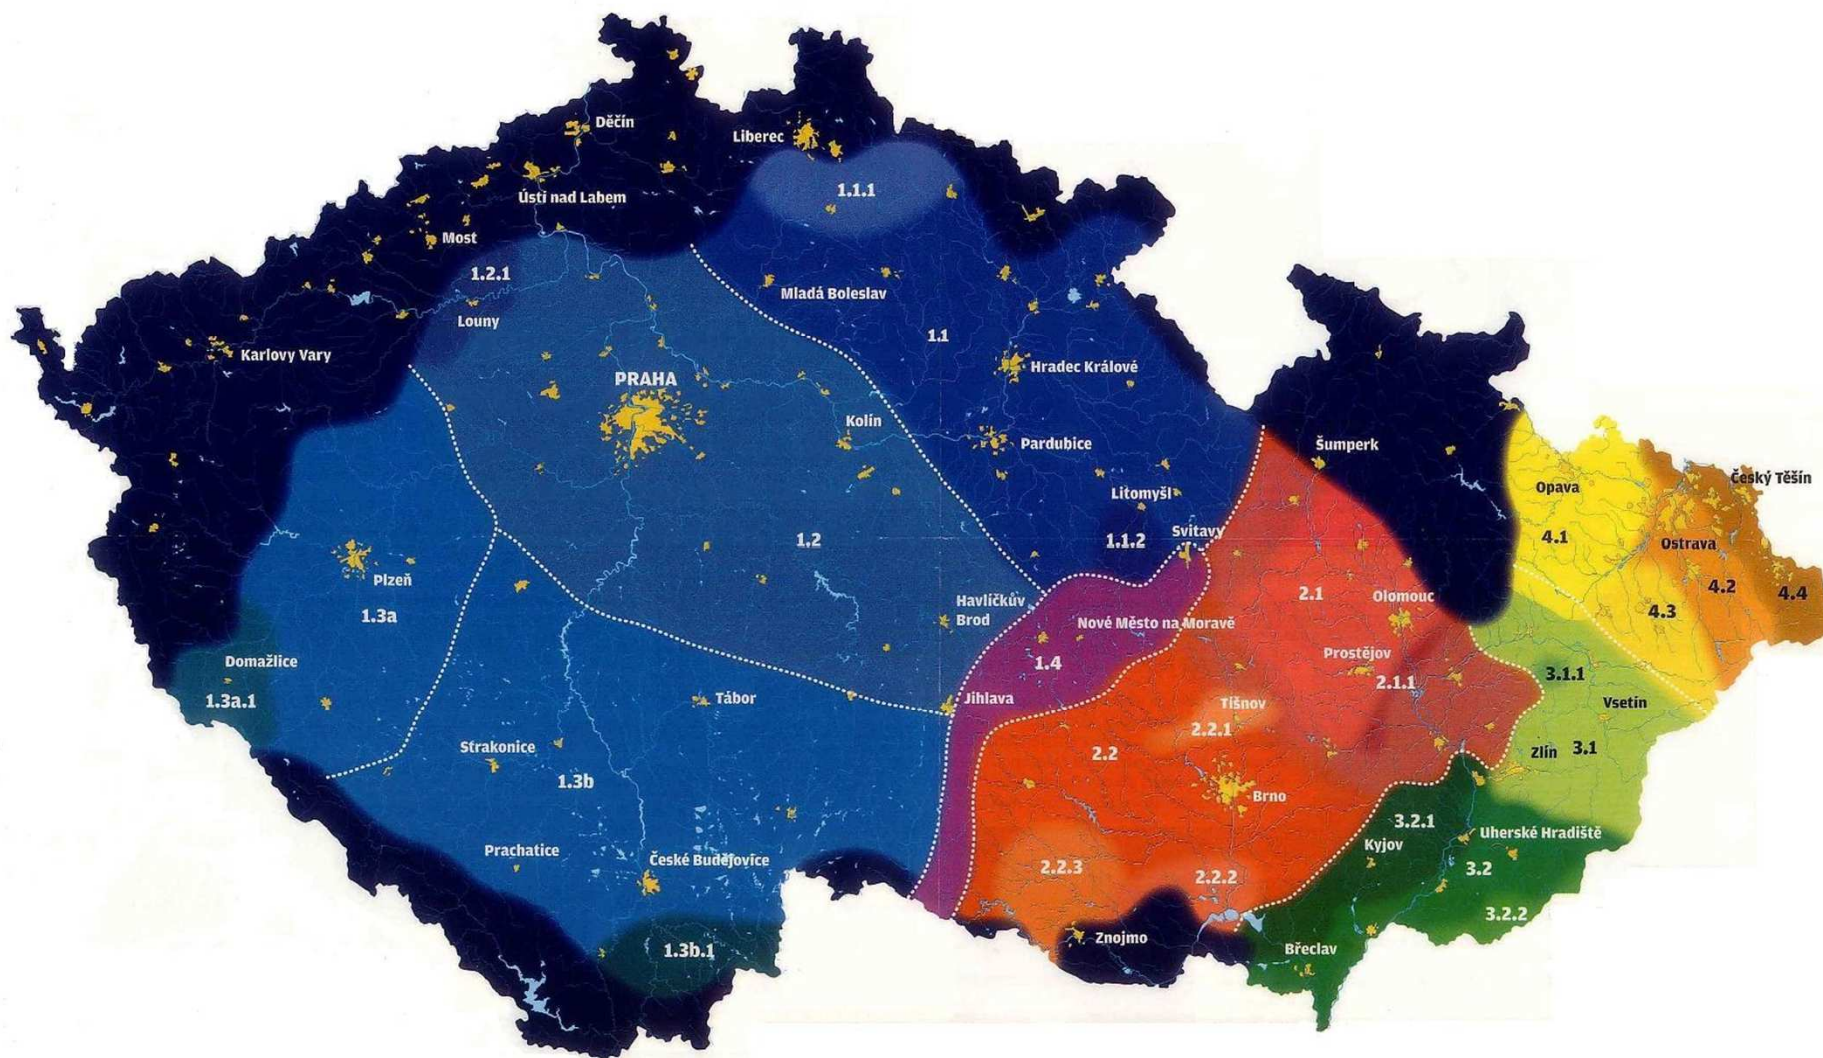 Děčín
Liberec
Ústi nad Labem
1.1.1
Most
1.2.1
Mladá Boleslav
Louny
1.1
Karlovy Vary
Hradec Králové
PRAHA
Kolín
Pardubice
Šumperk
Český Těšín
Litomyšl
Opava
Svitavy
1.2
1.1.2
4.1
Ostrava
Plzeň
4.2
4.4
1.3a
Havlíčkův
Brod
2.1
Olomouc
4.3
Nové Město na Moravě
Domažlice
1.4
Prostějov
3.1.1
2.1.1
1.3a.1
Tábor
Jihlava
Tišnov
2.2.1
Vsetín
Strakonice
2.2
Zlín
3.1
1.3b
Brno
3.2.1
Uherské Hradiště
Kyjov
Prachatice
České Budějovice
2.2.3
2.2.2
3.2
3.2.2
1.3b.1
Znojmo
Břeclav